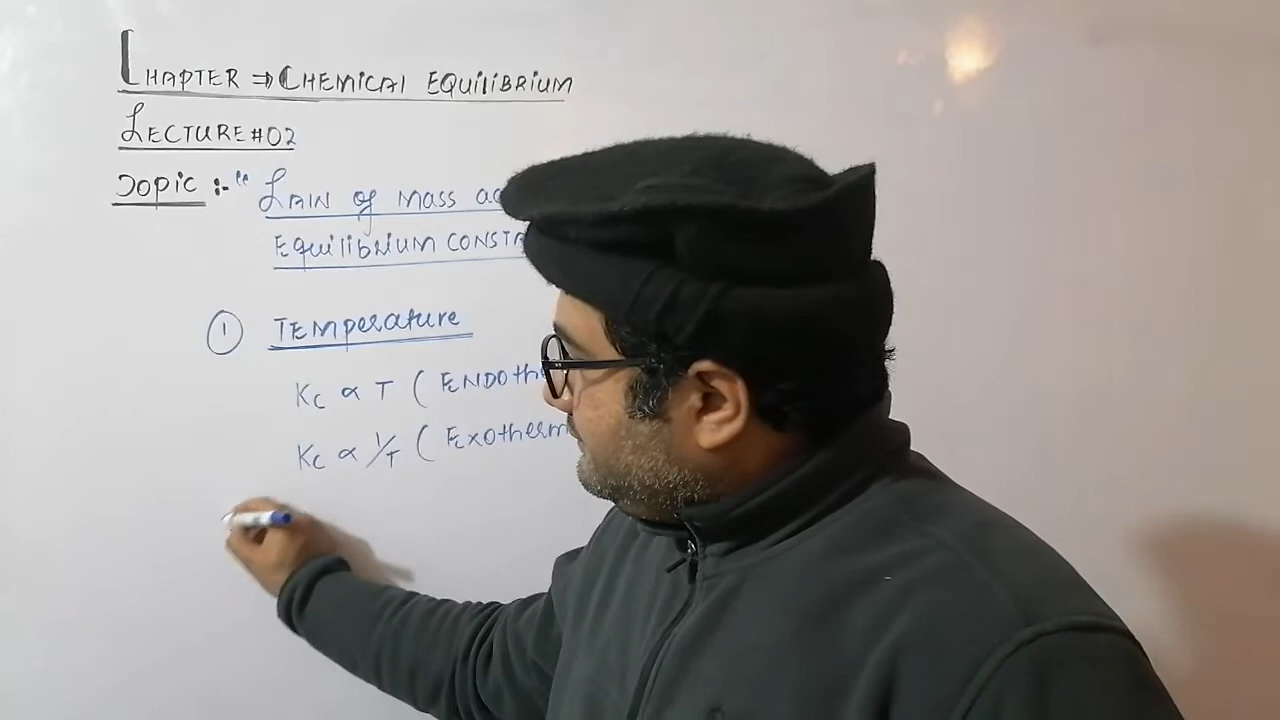 CHAPTER ⇒ CHEMICAL EQUILIBRIUM
LECTURE #02
TOPIC :- “ LAW OF MASS
EQUILIBRIUM
① TEMPERATURE
Kc ∝ T (
Kc ∝ 1/T (